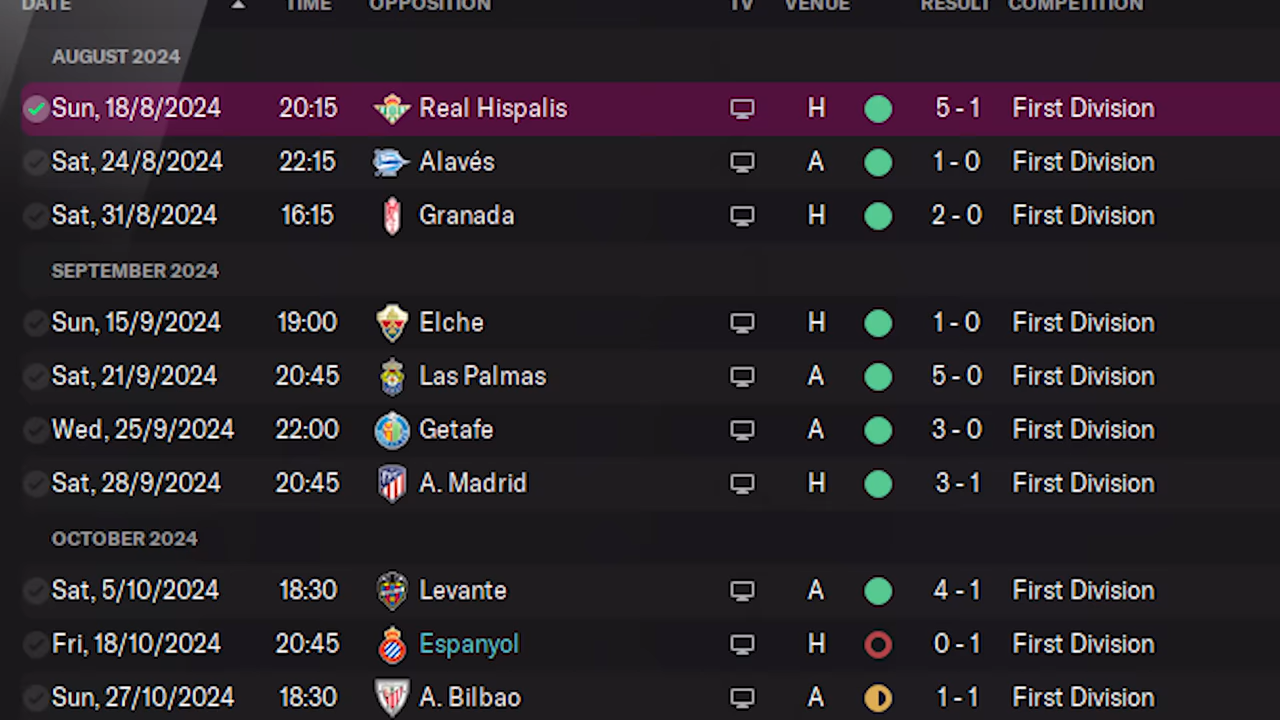 DATE TIME OPPOSITION TV VENUE RESULT COMPETITION
AUGUST 2024
Sun, 18/8/2024 20:15 Real Hispalis H 5 - 1 First Division
Sat, 24/8/2024 22:15 Alavés A 1 - 0 First Division
Sat, 31/8/2024 16:15 Granada H 2 - 0 First Division
SEPTEMBER 2024
Sun, 15/9/2024 19:00 Elche H 1 - 0 First Division
Sat, 21/9/2024 20:45 Las Palmas A 5 - 0 First Division
Wed, 25/9/2024 22:00 Getafe A 3 - 0 First Division
Sat, 28/9/2024 20:45 A. Madrid H 3 - 1 First Division
OCTOBER 2024
Sat, 5/10/2024 18:30 Levante A 4 - 1 First Division
Fri, 18/10/2024 20:45 Espanyol H 0 - 1 First Division
Sun, 27/10/2024 18:30 A. Bilbao A 1 - 1 First Division